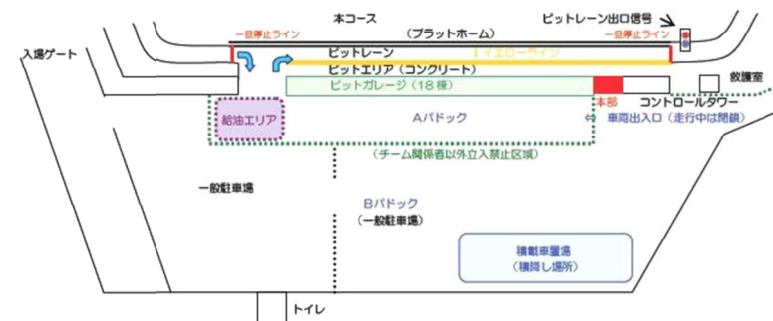 本コース
ピットレーン出口信号
一旦停止ライン
(プラットホーム)
一旦停止ライン
入場ゲート
ピットレーン
↓イエローライン
ピットエリア(コンクリート)
救護室
ピットガレージ(18棟)
本部
コントロールタワー
給油エリア
Aパドック
⇔ 車両出入口(走行中は閉鎖)
(チーム関係者以外立入禁止区域)
一般駐車場
Bパドック
(一般駐車場)
積載車置場
(積降し場所)
トイレ